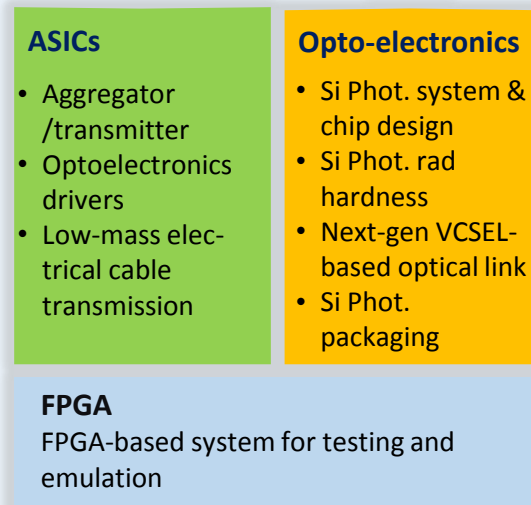 ASICs
• Aggregator
/transmitter
• Optoelectronics
drivers
• Low-mass elec-
trical cable
transmission
Opto-electronics
• Si Phot. system &
chip design
• Si Phot. rad
hardness
• Next-gen VCSEL-
based optical link
• Si Phot.
packaging
FPGA
FPGA-based system for testing and
emulation